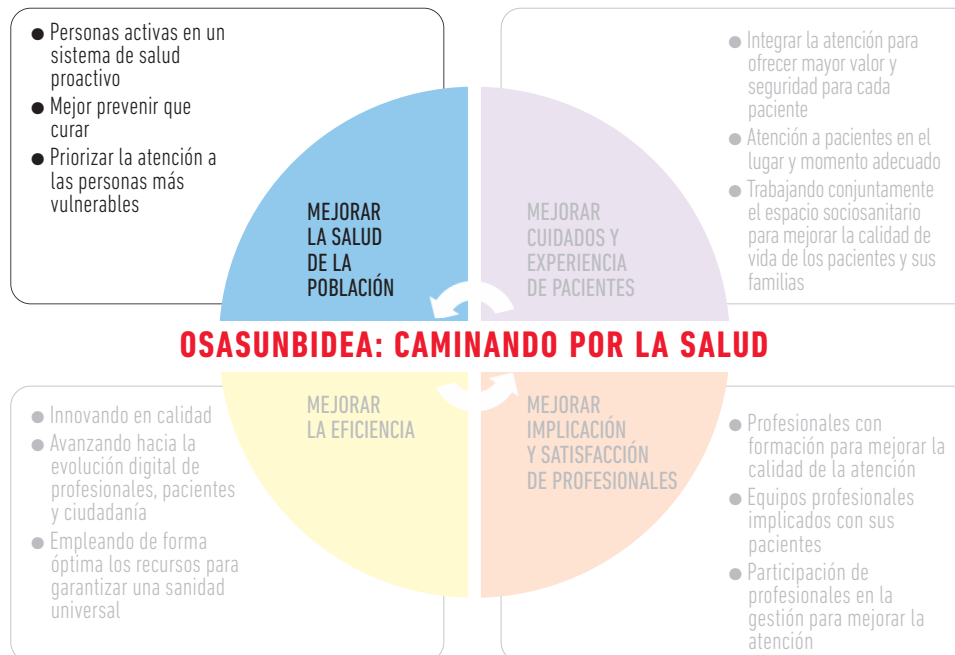 ● Personas activas en un
sistema de salud
proactivo
● Mejor prevenir que
curar
● Priorizar la atención a
las personas más
vulnerables
MEJORAR
LA SALUD
DE LA
POBLACIÓN
MEJORAR
CUIDADOS Y
EXPERIENCIA
DE PACIENTES
● Integrar la atención para
ofrecer mayor valor y
seguridad para cada
paciente
● Atención a pacientes en el
lugar y momento adecuado
● Trabajando conjuntamente
el espacio sociosanitario
para mejorar la calidad de
vida de los pacientes y sus
familias
OSASUNBIDEA: CAMINANDO POR LA SALUD
● Innovando en calidad
● Avanzando hacia la
evolución digital de
profesionales, pacientes
y ciudadanía
● Empleando de forma
óptima los recursos para
garantizar una sanidad
universal
MEJORAR
LA EFICIENCIA
MEJORAR
IMPLICACIÓN
Y SATISFACCIÓN
DE PROFESIONALES
● Profesionales con
formación para mejorar la
calidad de la atención
● Equipos profesionales
implicados con sus
pacientes
● Participación de
profesionales en la
gestión para mejorar la
atención